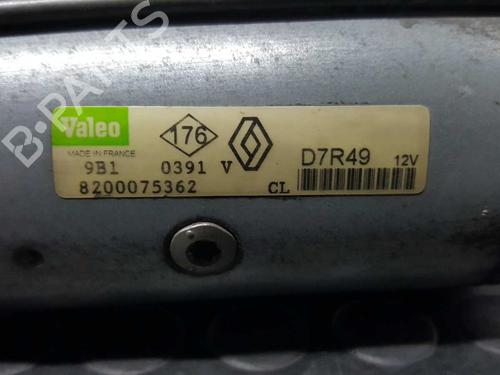 B-PARTS
Valeo
176
D7R49
12V
MADE IN FRANCE
9B1 0391 V
8200075362 CL